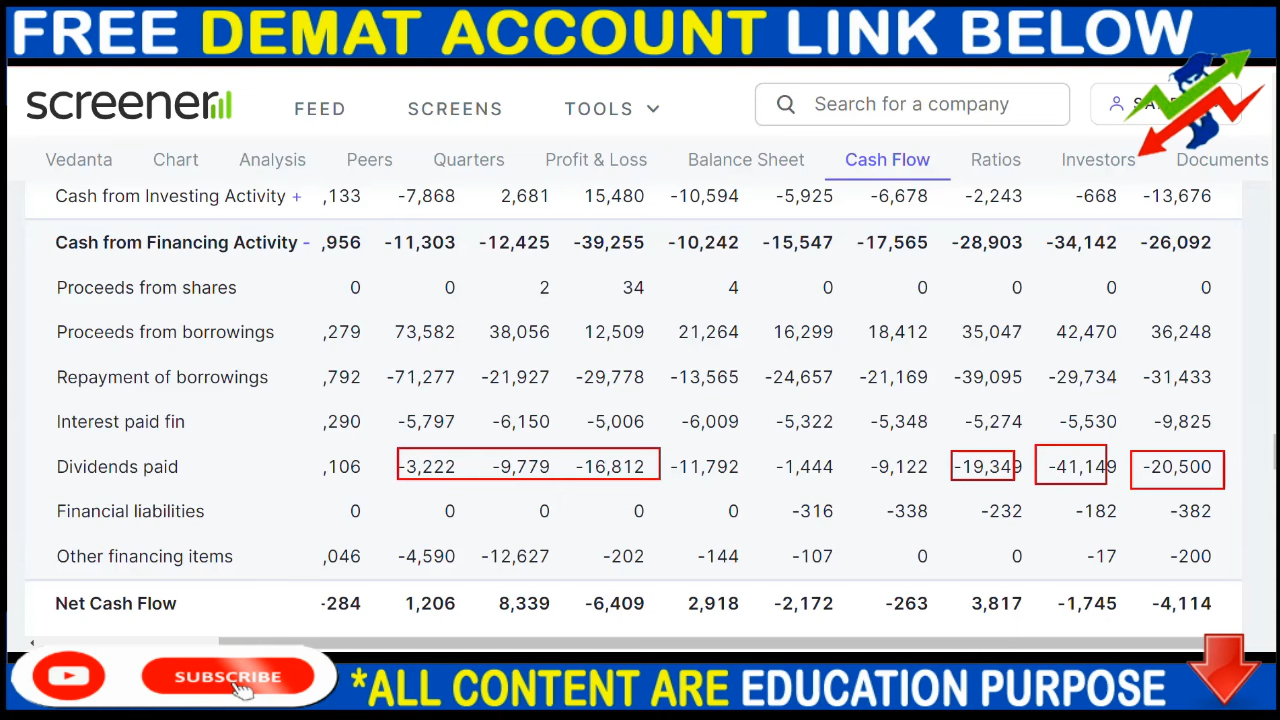 FREE DEMAT ACCOUNT LINK BELOW
screener FEED SCREENS TOOLS Search for a company
Vedanta Chart Analysis Peers Quarters Profit & Loss Balance Sheet Cash Flow Ratios Investors Documents
Cash from Investing Activity + ,133 -7,868 2,681 15,480 -10,594 -5,925 -6,678 -2,243 -668 -13,676
Cash from Financing Activity - ,956 -11,303 -12,425 -39,255 -10,242 -15,547 -17,565 -28,903 -34,142 -26,092
Proceeds from shares 0 0 2 34 4 0 0 0 0 0
Proceeds from borrowings ,279 73,582 38,056 12,509 21,264 16,299 18,412 35,047 42,470 36,248
Repayment of borrowings ,792 -71,277 -21,927 -29,778 -13,565 -24,657 -21,169 -39,095 -29,734 -31,433
Interest paid fin ,290 -5,797 -6,150 -5,006 -6,009 -5,322 -5,348 -5,274 -5,530 -9,825
Dividends paid ,106 -3,222 -9,779 -16,812 -11,792 -1,444 -9,122 -19,349 -41,149 -20,500
Financial liabilities 0 0 0 0 0 -316 -338 -232 -182 -382
Other financing items ,046 -4,590 -12,627 -202 -144 -107 0 0 -17 -200
Net Cash Flow -284 1,206 8,339 -6,409 2,918 -2,172 -263 3,817 -1,745 -4,114
SUBSCRIBE *ALL CONTENT ARE EDUCATION PURPOSE